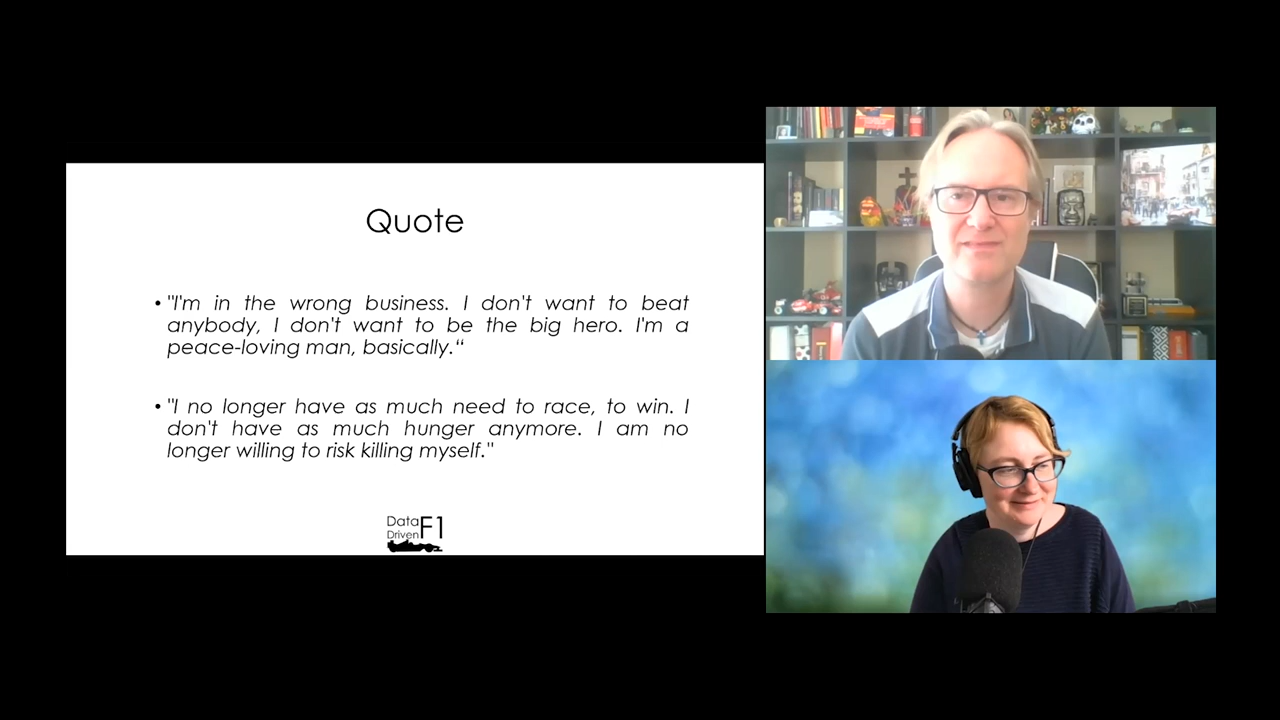 Quote
• "I'm in the wrong business. I don't want to beat
anybody, I don't want to be the big hero. I'm a
peace-loving man, basically.“
• "I no longer have as much need to race, to win. I
don't have as much hunger anymore. I am no
longer willing to risk killing myself."
Data
Driven
F1